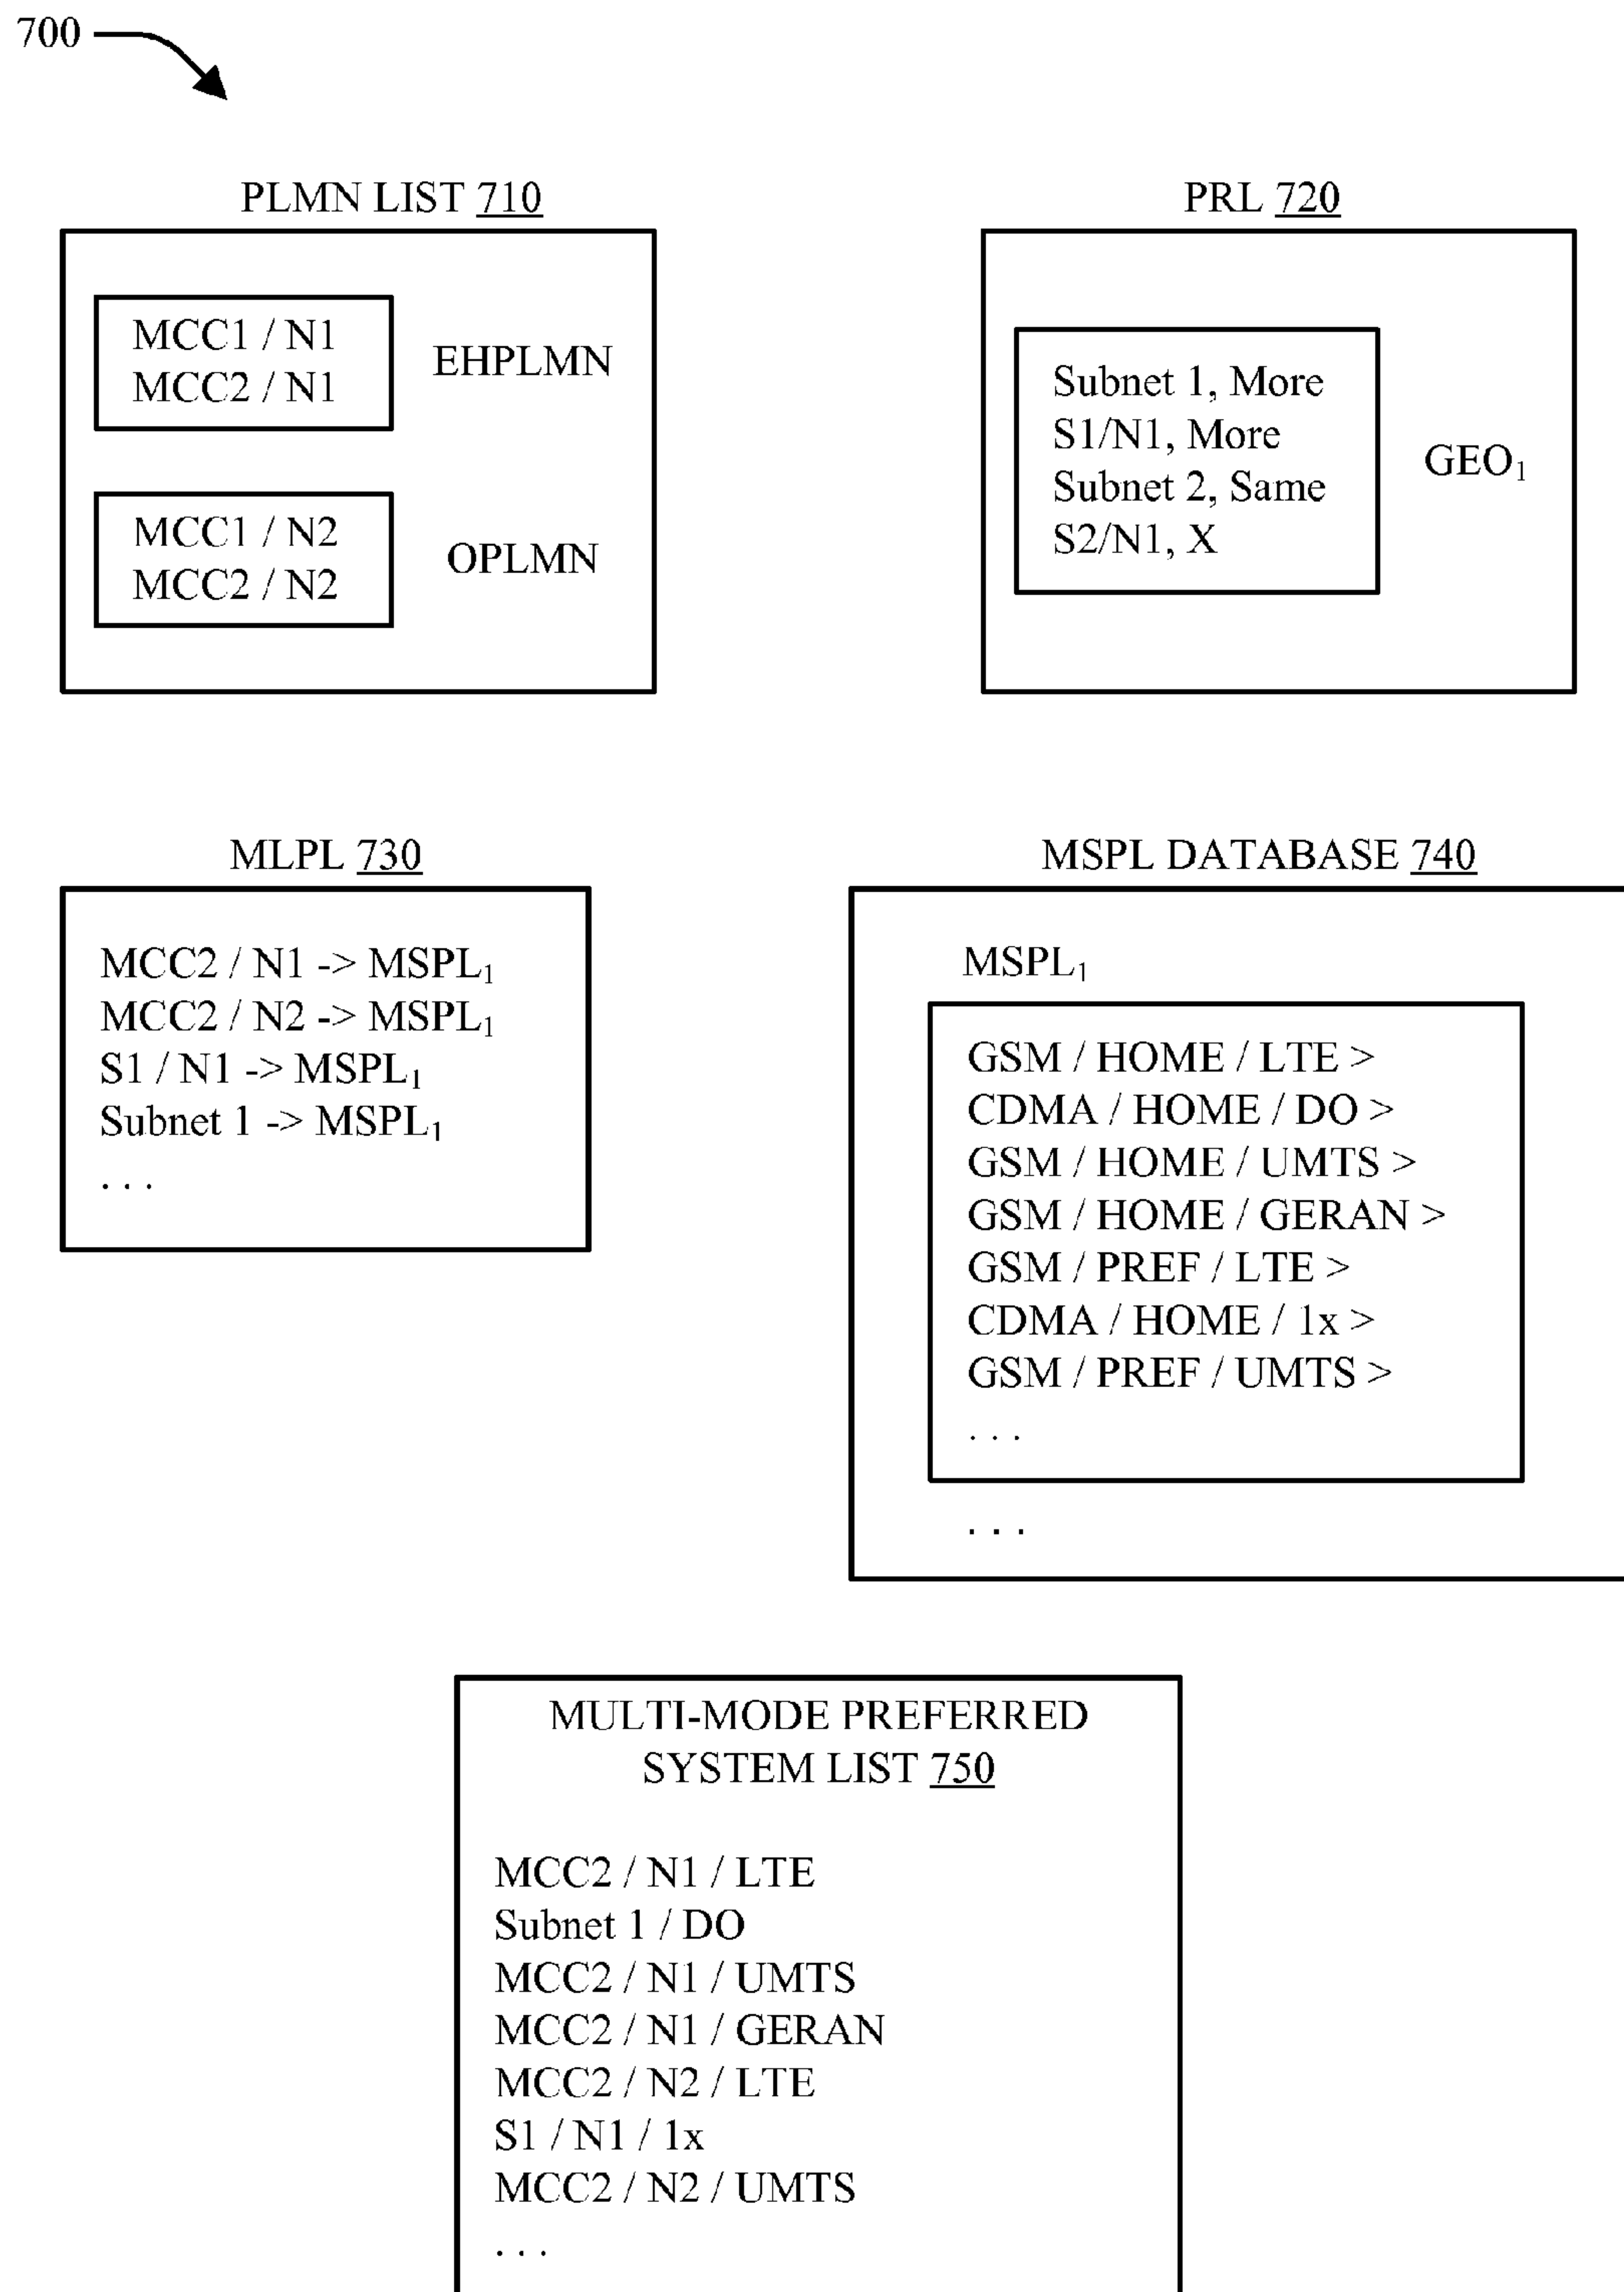 700
PLMN LIST 710
MCC1 / N1
MCC2 / N1
EHPLMN
MCC1 / N2
MCC2 / N2
OPLMN
PRL 720
Subnet 1, More
S1/N1, More
Subnet 2, Same
S2/N1, X
GEO₁
MLPL 730
MCC2 / N1 -> MSPL₁
MCC2 / N2 -> MSPL₁
S1 / N1 -> MSPL₁
Subnet 1 -> MSPL₁
. . .
MSPL DATABASE 740
MSPL₁
GSM / HOME / LTE >
CDMA / HOME / DO >
GSM / HOME / UMTS >
GSM / HOME / GERAN >
GSM / PREF / LTE >
CDMA / HOME / 1x >
GSM / PREF / UMTS >
. . .
. . .
MULTI-MODE PREFERRED
SYSTEM LIST 750
MCC2 / N1 / LTE
Subnet 1 / DO
MCC2 / N1 / UMTS
MCC2 / N1 / GERAN
MCC2 / N2 / LTE
S1 / N1 / 1x
MCC2 / N2 / UMTS
. . .